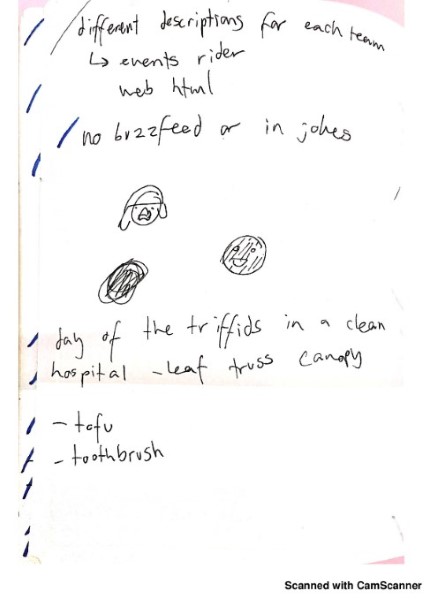 different descriptions for each team
↳ events rider
web html
no buzzfeed or in jokes
day of the triffids in a clean
hospital - leaf truss canopy
- tofu
- toothbrush
Scanned with CamScanner